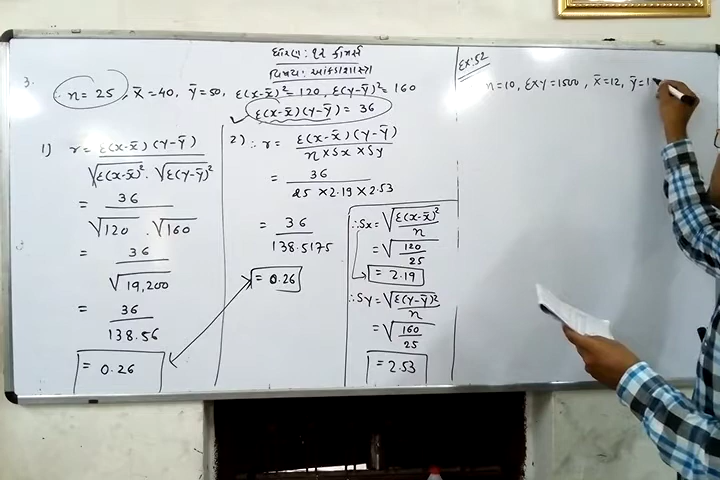 ધોરણ : ૧૨ કોમર્સ
વિષય : આંકડાશાસ્ત્ર
3.
n = 25, x̄ = 40, ȳ = 50, Ɛ(x-x̄)² = 120, Ɛ(y-ȳ)² = 160
Ɛ(x-x̄)(y-ȳ) = 36
1) r = Ɛ(x-x̄)(y-ȳ) / √Ɛ(x-x̄)² . √Ɛ(y-ȳ)²
= 36 / √120 . √160
= 36 / √19,200
= 36 / 138.56
= 0.26
2) ∴ r = Ɛ(x-x̄)(y-ȳ) / n × Sx × Sy
= 36 / 25 × 2.19 × 2.53
= 36 / 138.5175
= 0.26
∴ Sx = √Ɛ(x-x̄)² / n
= √120 / 25
= 2.19
∴ Sy = √Ɛ(y-ȳ)² / n
= √160 / 25
= 2.53
Ex:52
n = 10, Ɛxy = 1500, x̄ = 12, ȳ = 1